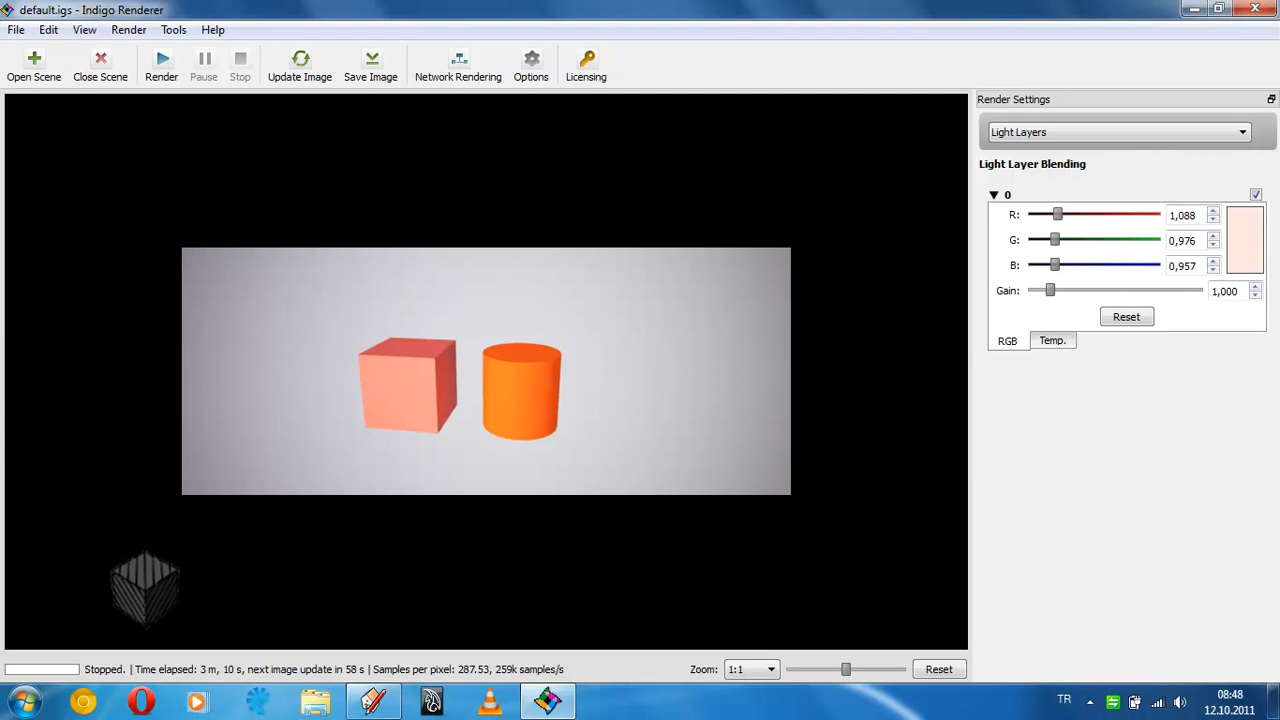 default.igs - Indigo Renderer
File Edit View Render Tools Help
Open Scene Close Scene Render Pause Stop Update Image Save Image Network Rendering Options Licensing
Render Settings
Light Layers
Light Layer Blending
0
R: 1,088
G: 0,976
B: 0,957
Gain: 1,000
Reset
RGB Temp.
Stopped. | Time elapsed: 3 m, 10 s, next image update in 58 s | Samples per pixel: 287.53, 259k samples/s Zoom: 1:1 Reset
TR 08:48
12.10.2011